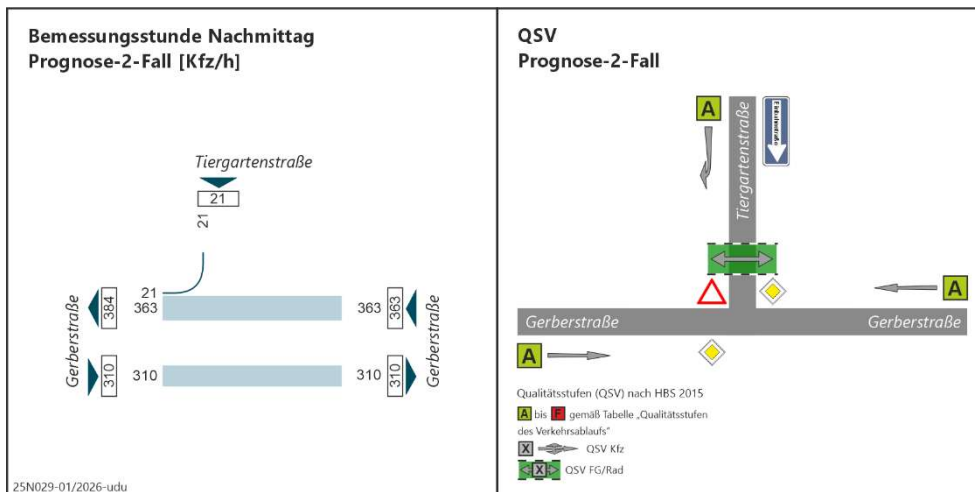 Bemessungsstunde Nachmittag
Prognose-2-Fall [Kfz/h]
Tiergartenstraße
21
21
21
363
384
363
363
Gerberstraße
Gerberstraße
310
310
310
310
25N029-01/2026-udu
QSV
Prognose-2-Fall
A
Einbahnstraße
Tiergartenstraße
A
Gerberstraße
Gerberstraße
A
Qualitätsstufen (QSV) nach HBS 2015
A bis F gemäß Tabelle „Qualitätsstufen
des Verkehrsablaufs“
X QSV Kfz
X QSV FG/Rad